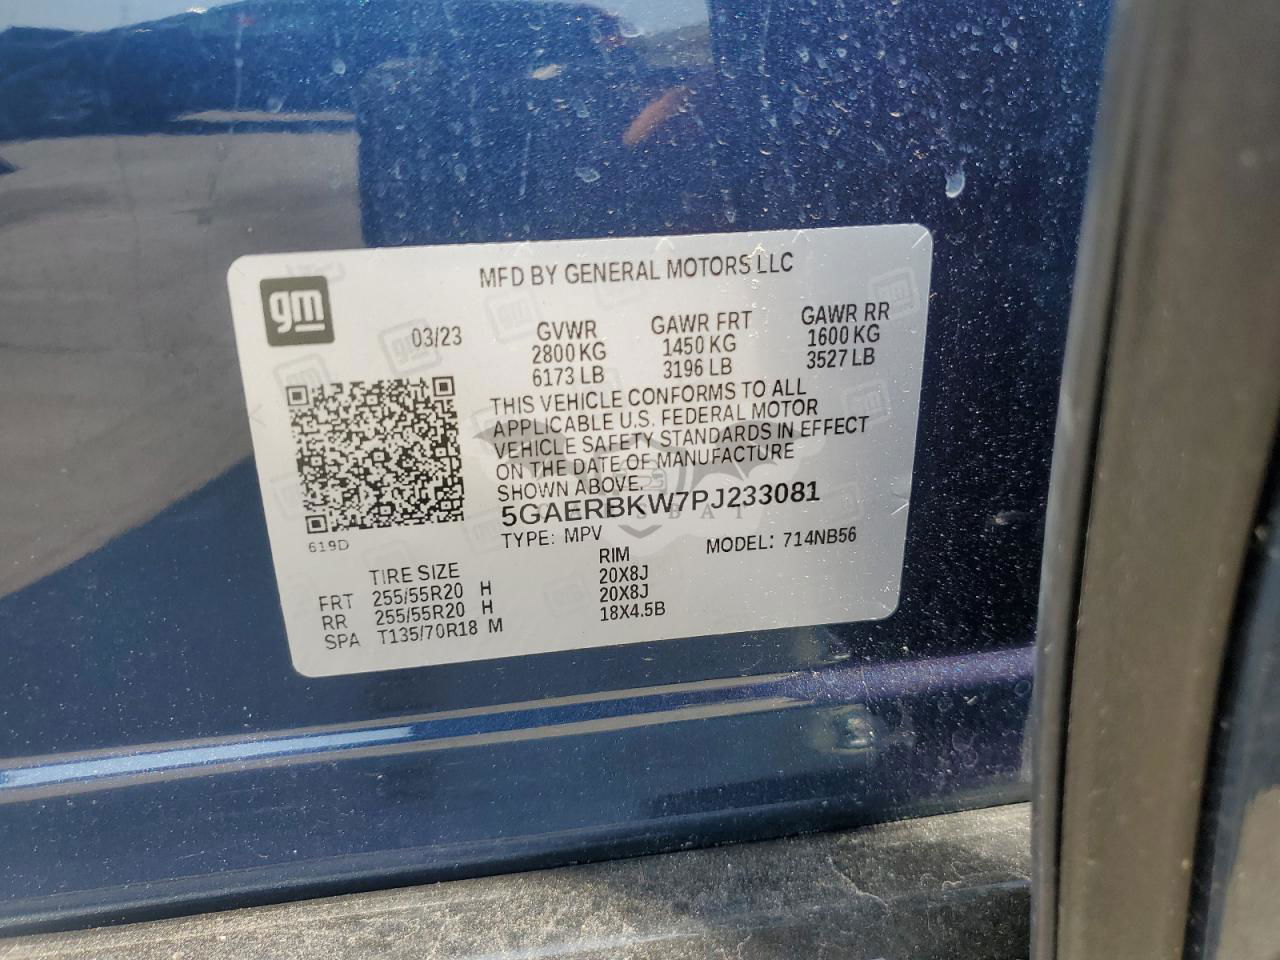 gm
MFD BY GENERAL MOTORS LLC
03/23
GVWR
2800 KG
6173 LB
GAWR FRT
1450 KG
3196 LB
GAWR RR
1600 KG
3527 LB
THIS VEHICLE CONFORMS TO ALL
APPLICABLE U.S. FEDERAL MOTOR
VEHICLE SAFETY STANDARDS IN EFFECT
ON THE DATE OF MANUFACTURE
SHOWN ABOVE.
5GAERBKW7PJ233081
TYPE: MPV
MODEL: 714NB56
619D
TIRE SIZE RIM
FRT 255/55R20 H 20X8J
RR 255/55R20 H 20X8J
SPA T135/70R18 M 18X4.5B